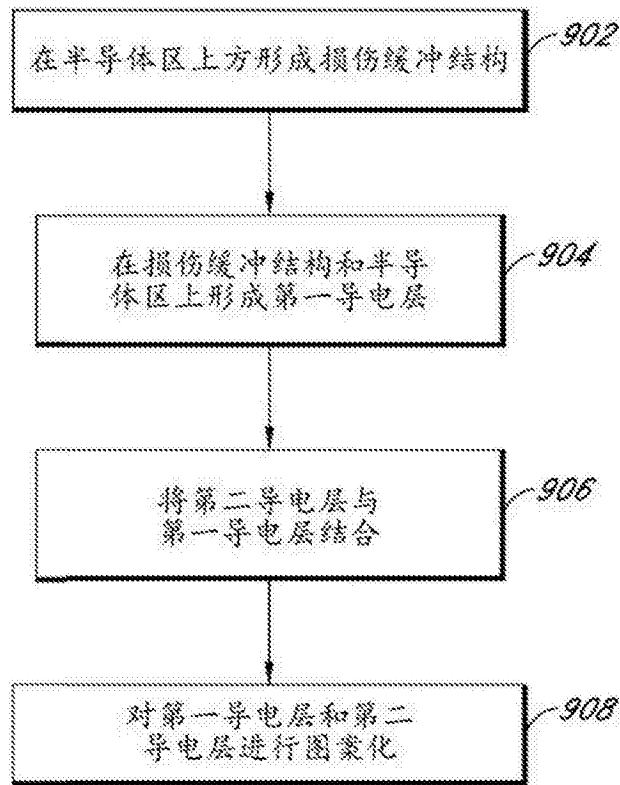 在半导体区上方形成损伤缓冲结构
902
在损伤缓冲结构和半导
体区上形成第一导电层
904
将第二导电层与
第一导电层结合
906
对第一导电层和第二
导电层进行图案化
908